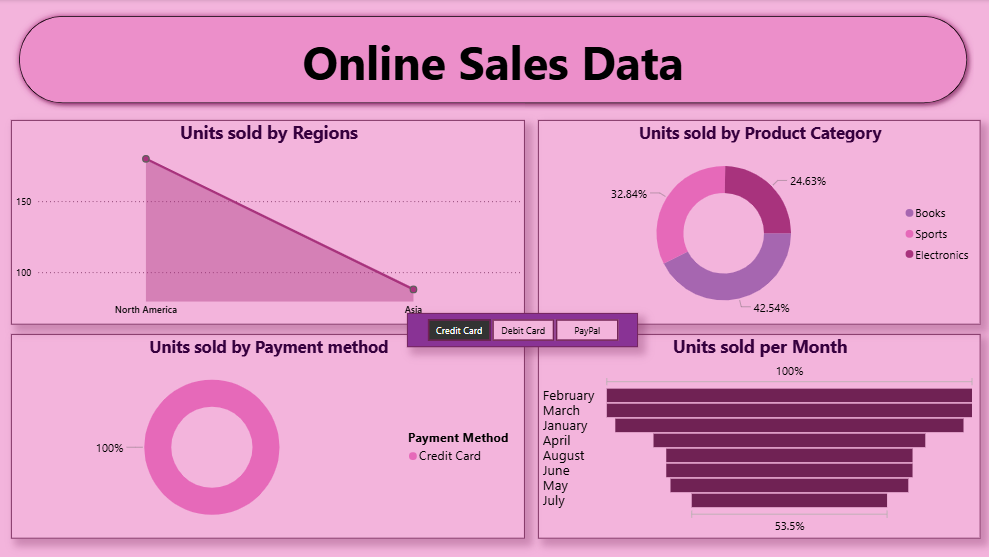 Online Sales Data
Units sold by Regions
150
100
North America
Asia
Units sold by Product Category
32.84%
24.63%
42.54%
Books
Sports
Electronics
Credit Card
Debit Card
PayPal
Units sold by Payment method
100%
Payment Method
Credit Card
Units sold per Month
100%
February
March
January
April
August
June
May
July
53.5%